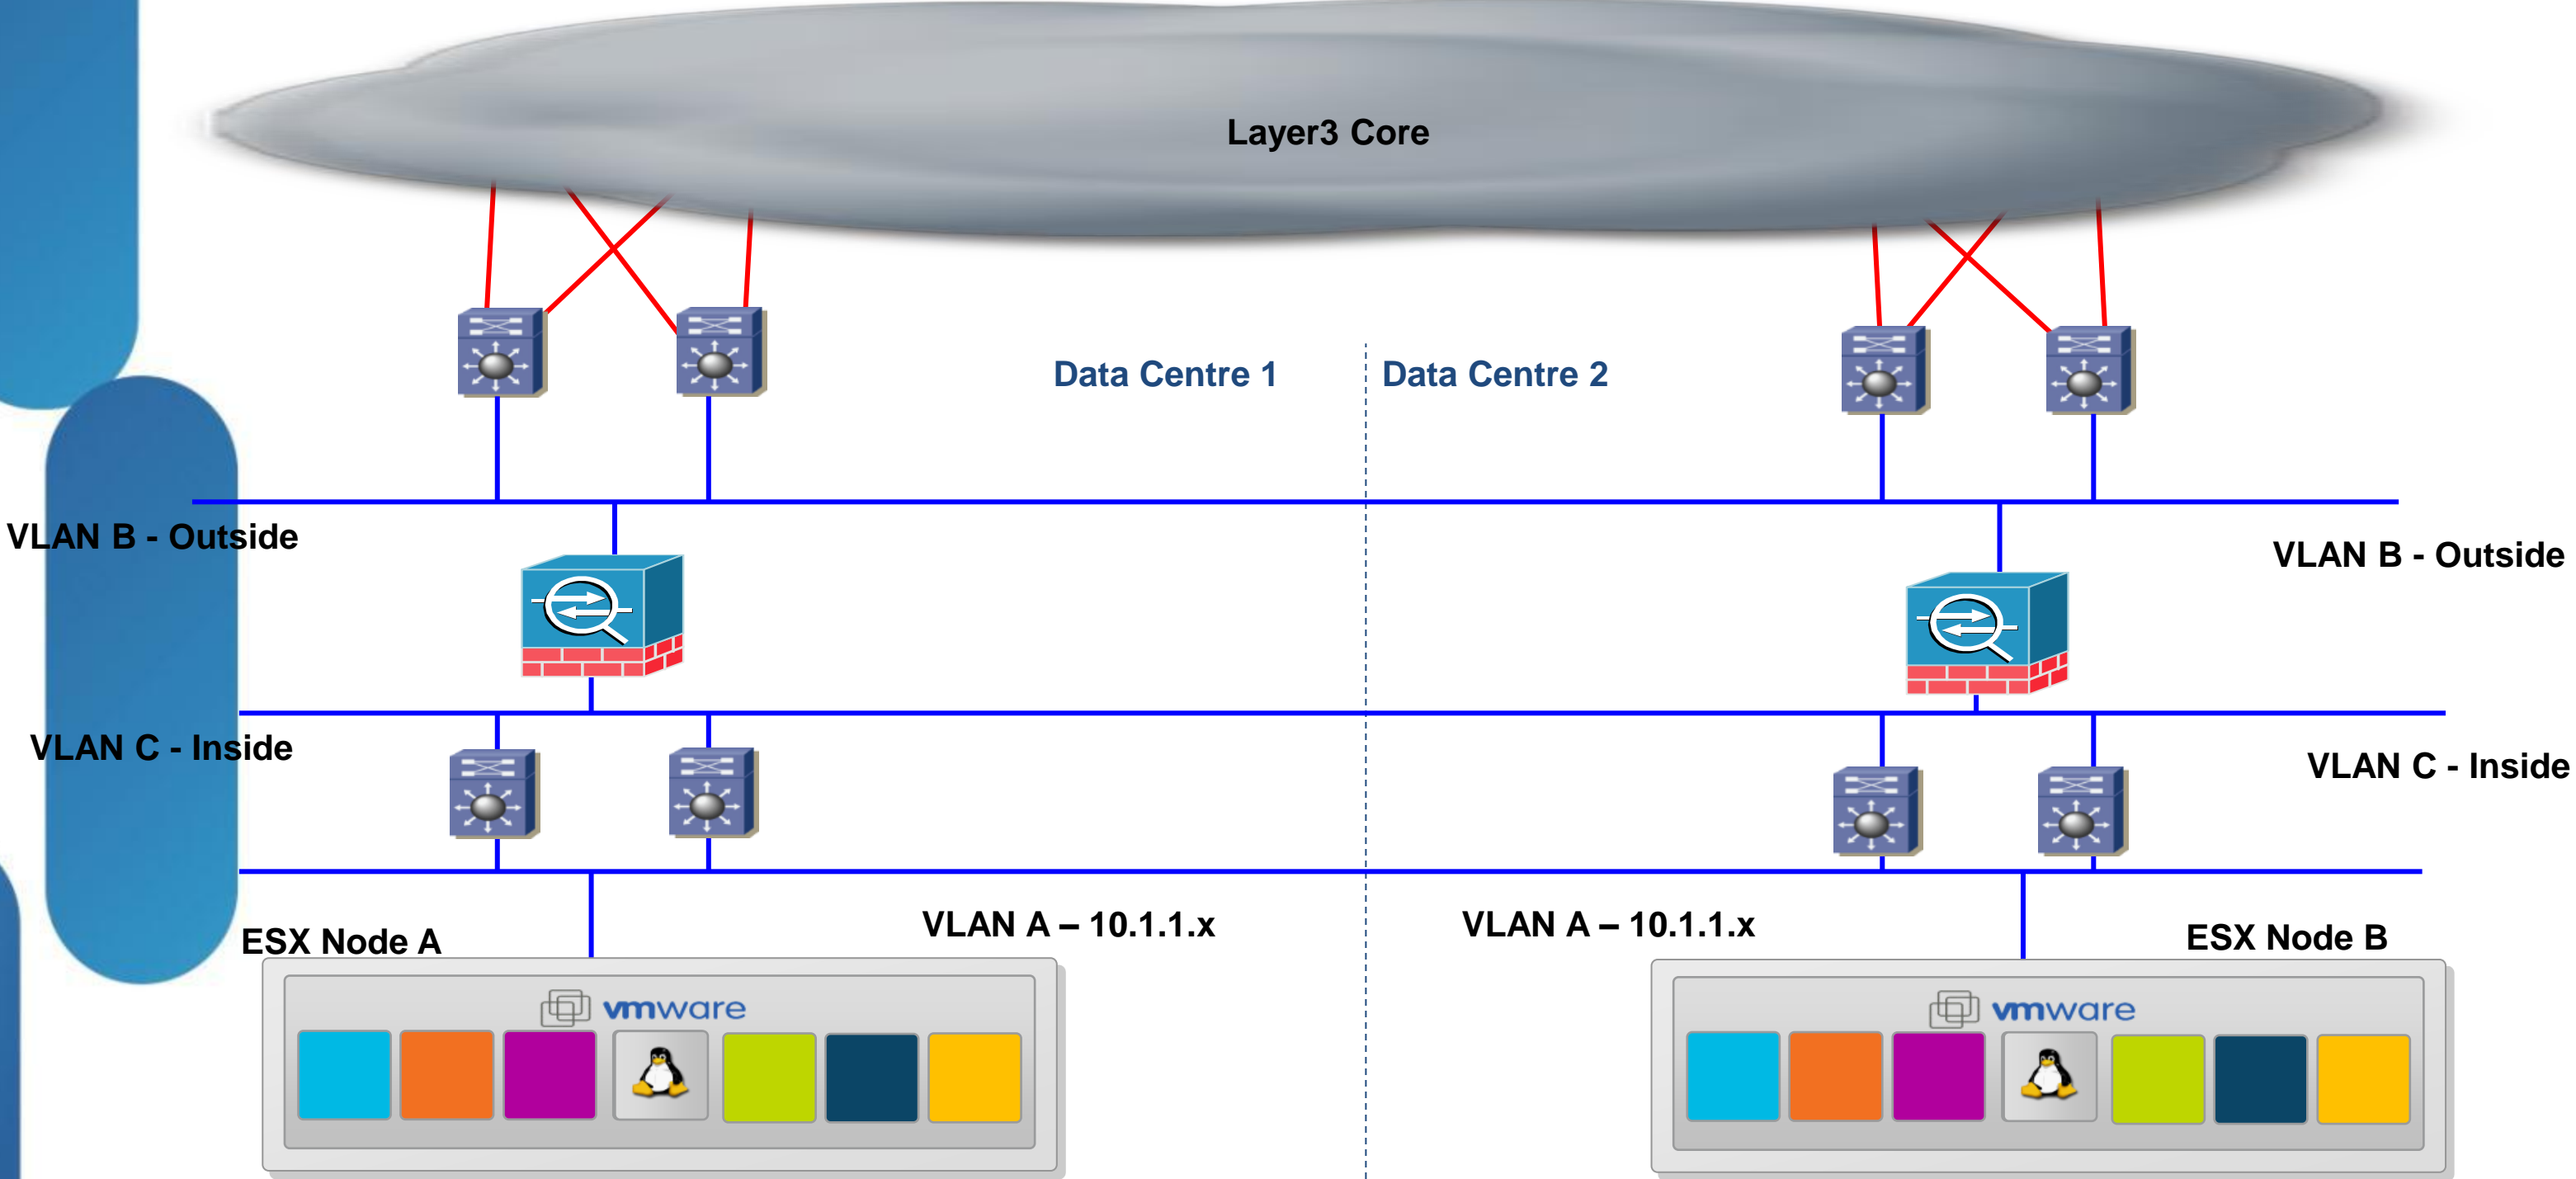 Layer3 Core
Data Centre 1
Data Centre 2
VLAN B - Outside
VLAN B - Outside
VLAN C - Inside
VLAN C - Inside
VLAN A – 10.1.1.x
VLAN A – 10.1.1.x
ESX Node A
ESX Node B
vmware
vmware